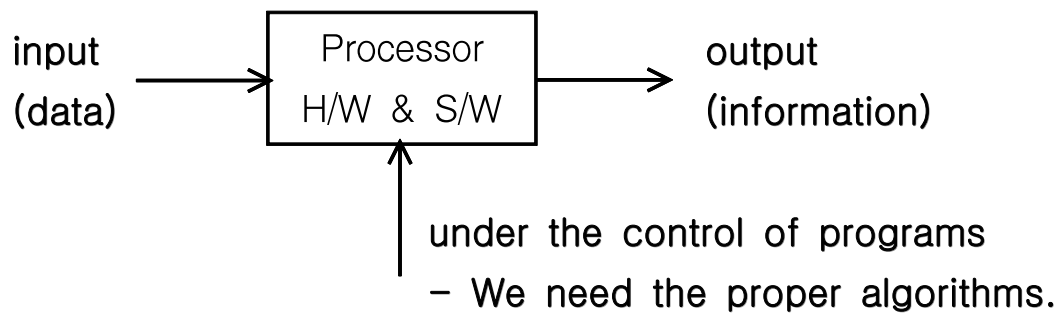 input
(data)
Processor
H/W & S/W
output
(information)
under the control of programs
- We need the proper algorithms.